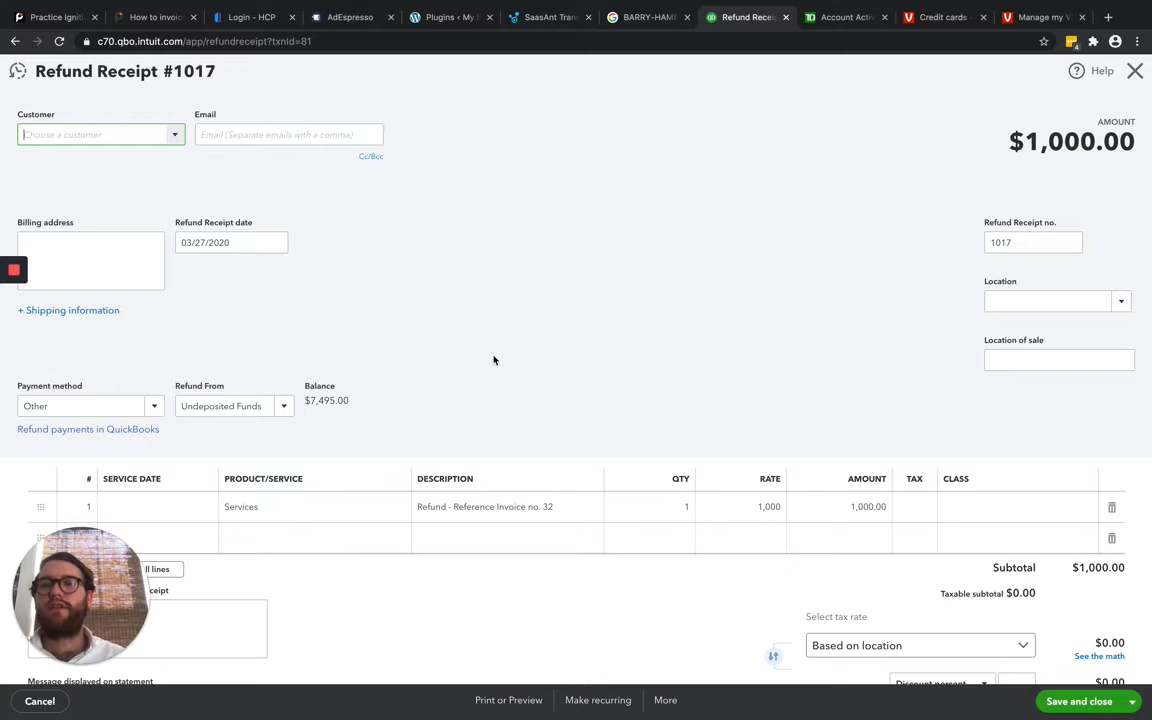 Practice Igniti
How to invoic
Login - HCP
AdEspresso
Plugins ‹ My
SaasAnt Tran
BARRY-HAMI
Refund Recei
Account Activ
Credit cards -
Manage my V
c70.qbo.intuit.com/app/refundreceipt?txnId=81
Refund Receipt #1017
Help
Customer
Email
AMOUNT
Choose a customer
Email (Separate emails with a comma)
$1,000.00
Cc/Bcc
Billing address
Refund Receipt date
Refund Receipt no.
03/27/2020
1017
Location
+ Shipping information
Location of sale
Payment method
Refund From
Balance
Other
Undeposited Funds
$7,495.00
Refund payments in QuickBooks
# SERVICE DATE PRODUCT/SERVICE DESCRIPTION QTY RATE AMOUNT TAX CLASS
1 Services Refund - Reference Invoice no. 32 1 1,000 1,000.00
ll lines
Subtotal $1,000.00
eipt
Taxable subtotal $0.00
Select tax rate
Based on location
$0.00
See the math
Message displayed on statement
Discount percent
$0.00
Cancel
Print or Preview
Make recurring
More
Save and close